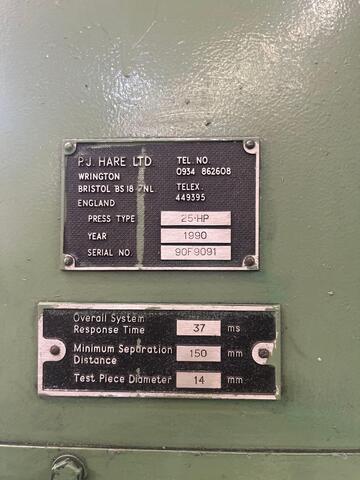 P.J. HARE LTD
WRINGTON
BRISTOL BS18 7NL
ENGLAND
TEL. NO.
0934 862608
TELEX.
449395
PRESS TYPE 25-HP
YEAR 1990
SERIAL NO. 90F9091
Overall System
Response Time 37 ms
Minimum Separation
Distance 150 mm
Test Piece Diameter 14 mm